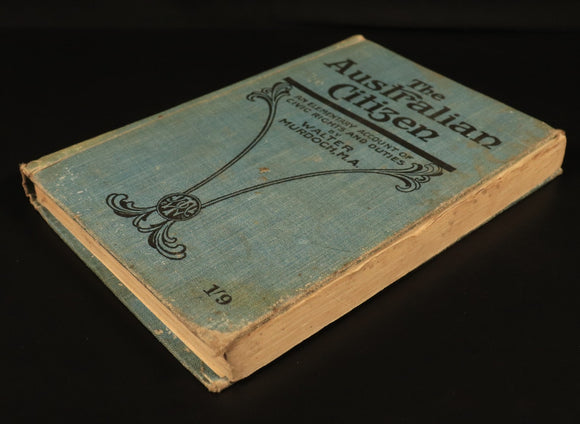 The
Australian
Citizen
AN ELEMENTARY ACCOUNT OF
CIVIC RIGHTS AND DUTIES
BY
WALTER
MURDOCH, M.A.
1/9